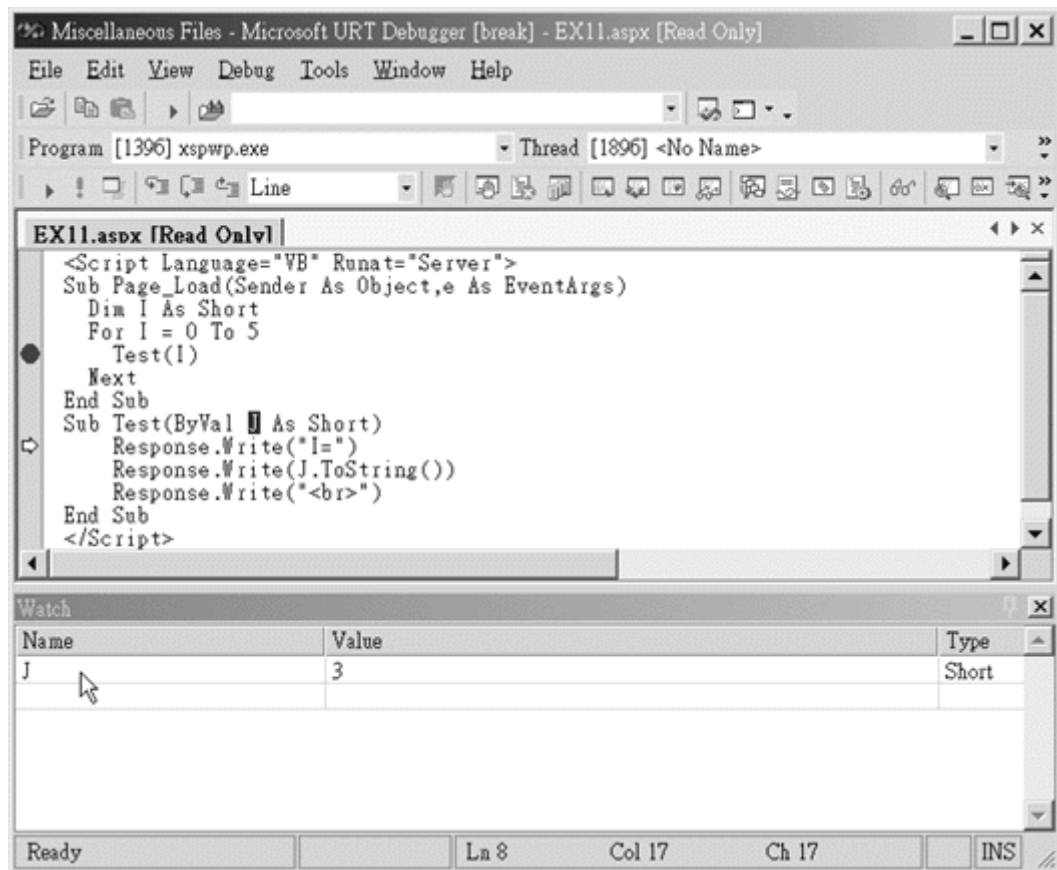 Miscellaneous Files - Microsoft URT Debugger [break] - EX11.aspx [Read Only]
File Edit View Debug Tools Window Help
Program [1396] xspwp.exe Thread [1896] <No Name>
Line
EX11.aspx [Read Only]
<Script Language="VB" Runat="Server">
Sub Page_Load(Sender As Object,e As EventArgs)
Dim I As Short
For I = 0 To 5
Test(I)
Next
End Sub
Sub Test(ByVal J As Short)
Response.Write("I=")
Response.Write(J.ToString())
Response.Write("<br>")
End Sub
</Script>
Watch
Name Value Type
J 3 Short
Ready Ln 8 Col 17 Ch 17 INS